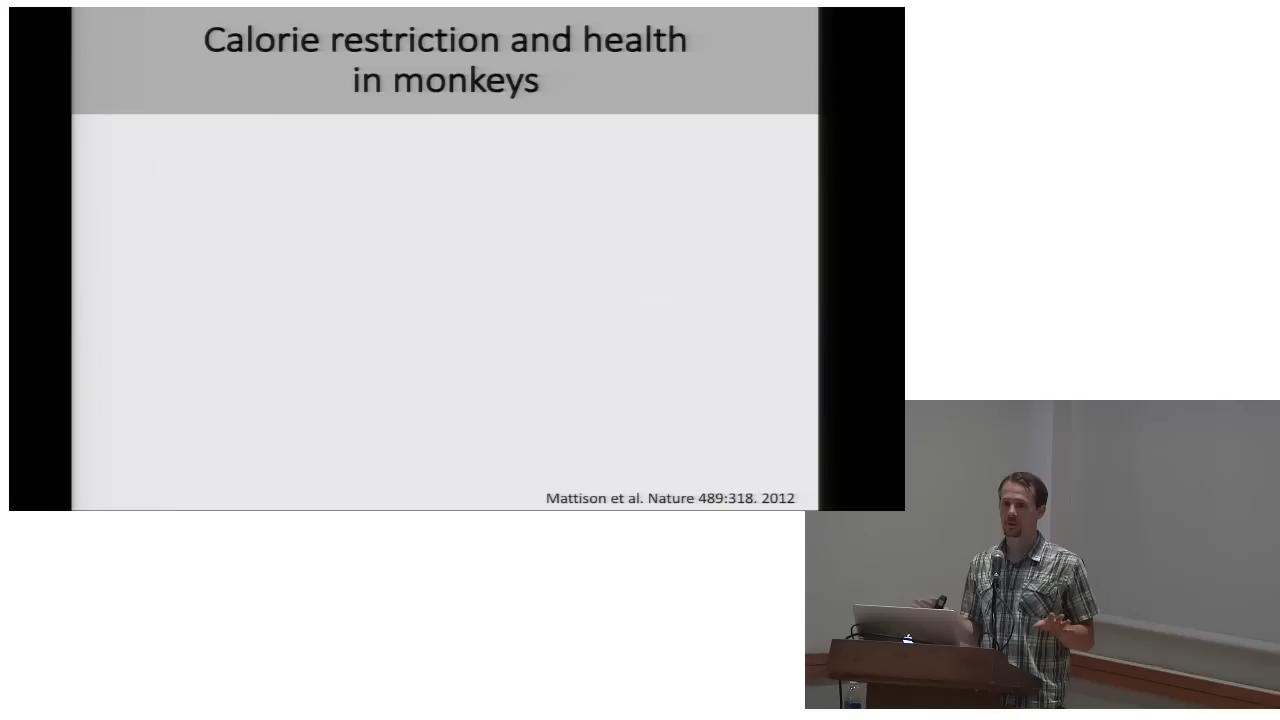 Calorie restriction and health
in monkeys
Mattison et al. Nature 489:318. 2012